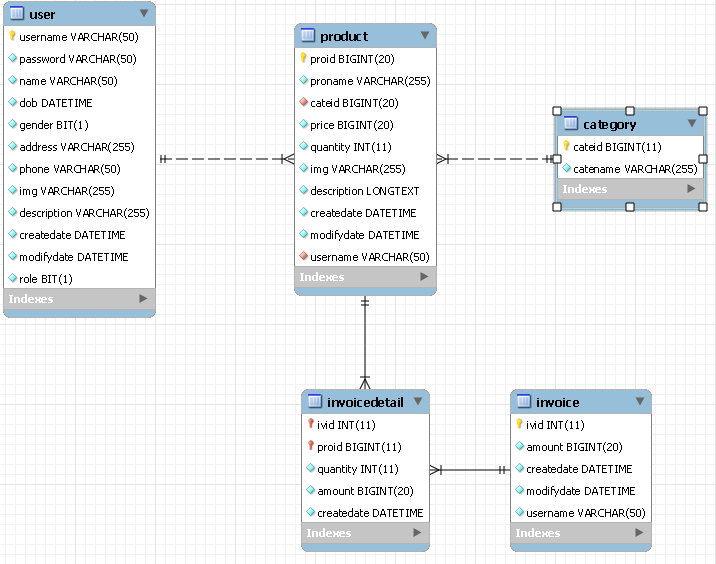 user
username VARCHAR(50)
password VARCHAR(50)
name VARCHAR(50)
dob DATETIME
gender BIT(1)
address VARCHAR(255)
phone VARCHAR(50)
img VARCHAR(255)
description VARCHAR(255)
createdate DATETIME
modifydate DATETIME
role BIT(1)
Indexes
product
proid BIGINT(20)
proname VARCHAR(255)
cateid BIGINT(20)
price BIGINT(20)
quantity INT(11)
img VARCHAR(255)
description LONGTEXT
createdate DATETIME
modifydate DATETIME
username VARCHAR(50)
Indexes
category
cateid BIGINT(11)
catename VARCHAR(255)
Indexes
invoicedetail
ivid INT(11)
proid BIGINT(11)
quantity INT(11)
amount BIGINT(20)
createdate DATETIME
Indexes
invoice
ivid INT(11)
amount BIGINT(20)
createdate DATETIME
modifydate DATETIME
username VARCHAR(50)
Indexes